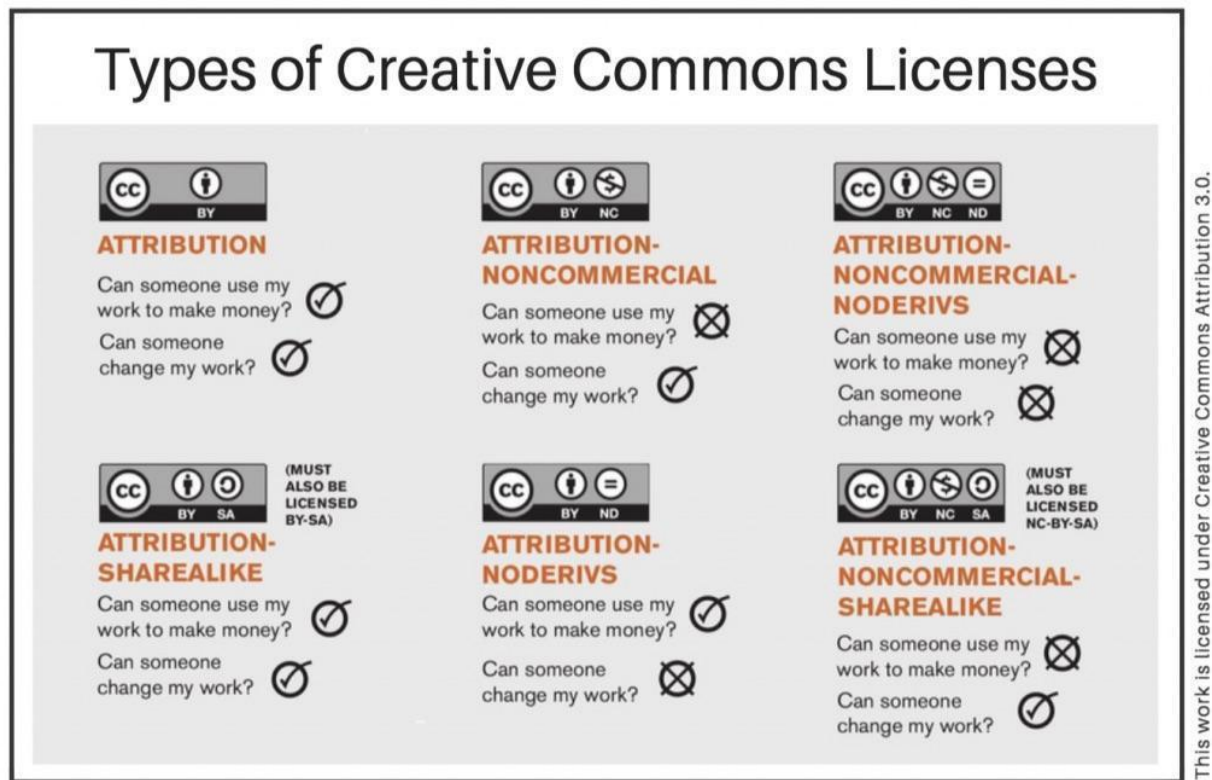 Types of Creative Commons Licenses
cc
BY
ATTRIBUTION
Can someone use my
work to make money?
Can someone
change my work?
cc
BY NC
ATTRIBUTION-
NONCOMMERCIAL
Can someone use my
work to make money?
Can someone
change my work?
cc
BY NC ND
ATTRIBUTION-
NONCOMMERCIAL-
NODERIVS
Can someone use my
work to make money?
Can someone
change my work?
cc
BY SA
(MUST
ALSO BE
LICENSED
BY-SA)
ATTRIBUTION-
SHAREALIKE
Can someone use my
work to make money?
Can someone
change my work?
cc
BY ND
ATTRIBUTION-
NODERIVS
Can someone use my
work to make money?
Can someone
change my work?
cc
BY NC SA
(MUST
ALSO BE
LICENSED
NC-BY-SA)
ATTRIBUTION-
NONCOMMERCIAL-
SHAREALIKE
Can someone use my
work to make money?
Can someone
change my work?
This work is licensed under Creative Commons Attribution 3.0.